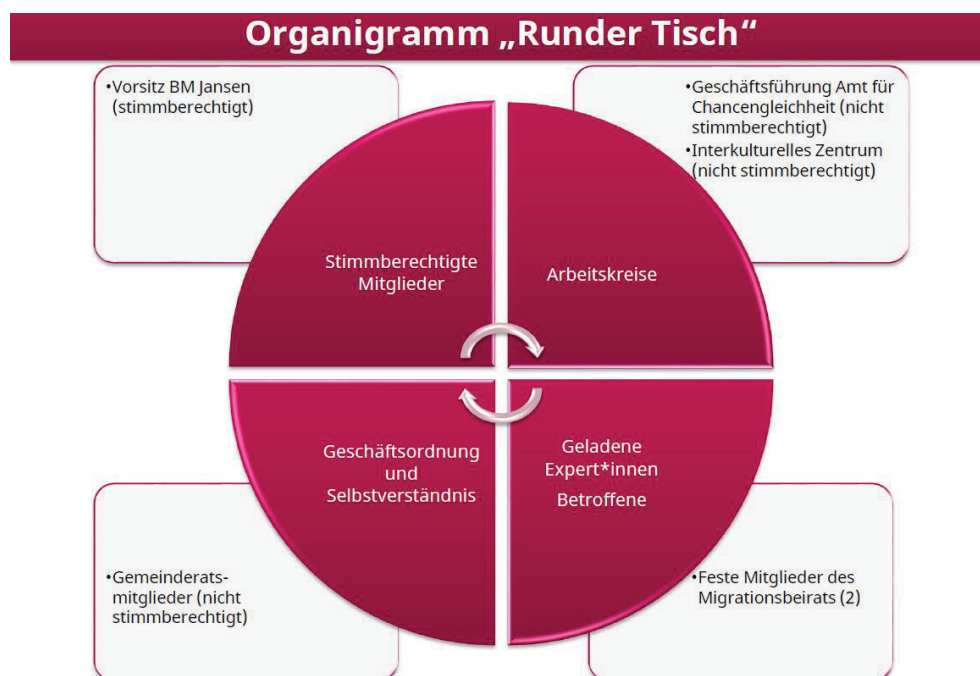 Organigramm „Runder Tisch“
•Vorsitz BM Jansen
(stimmberechtigt)
•Geschäftsführung Amt für
Chancengleichheit (nicht
stimmberechtigt)
•Interkulturelles Zentrum
(nicht stimmberechtigt)
Stimmberechtigte
Mitglieder
Arbeitskreise
Geschäftsordnung
und
Selbstverständnis
Geladene
Expert*innen
Betroffene
•Gemeinderats-
mitglieder (nicht
stimmberechtigt)
•Feste Mitglieder des
Migrationsbeirats (2)